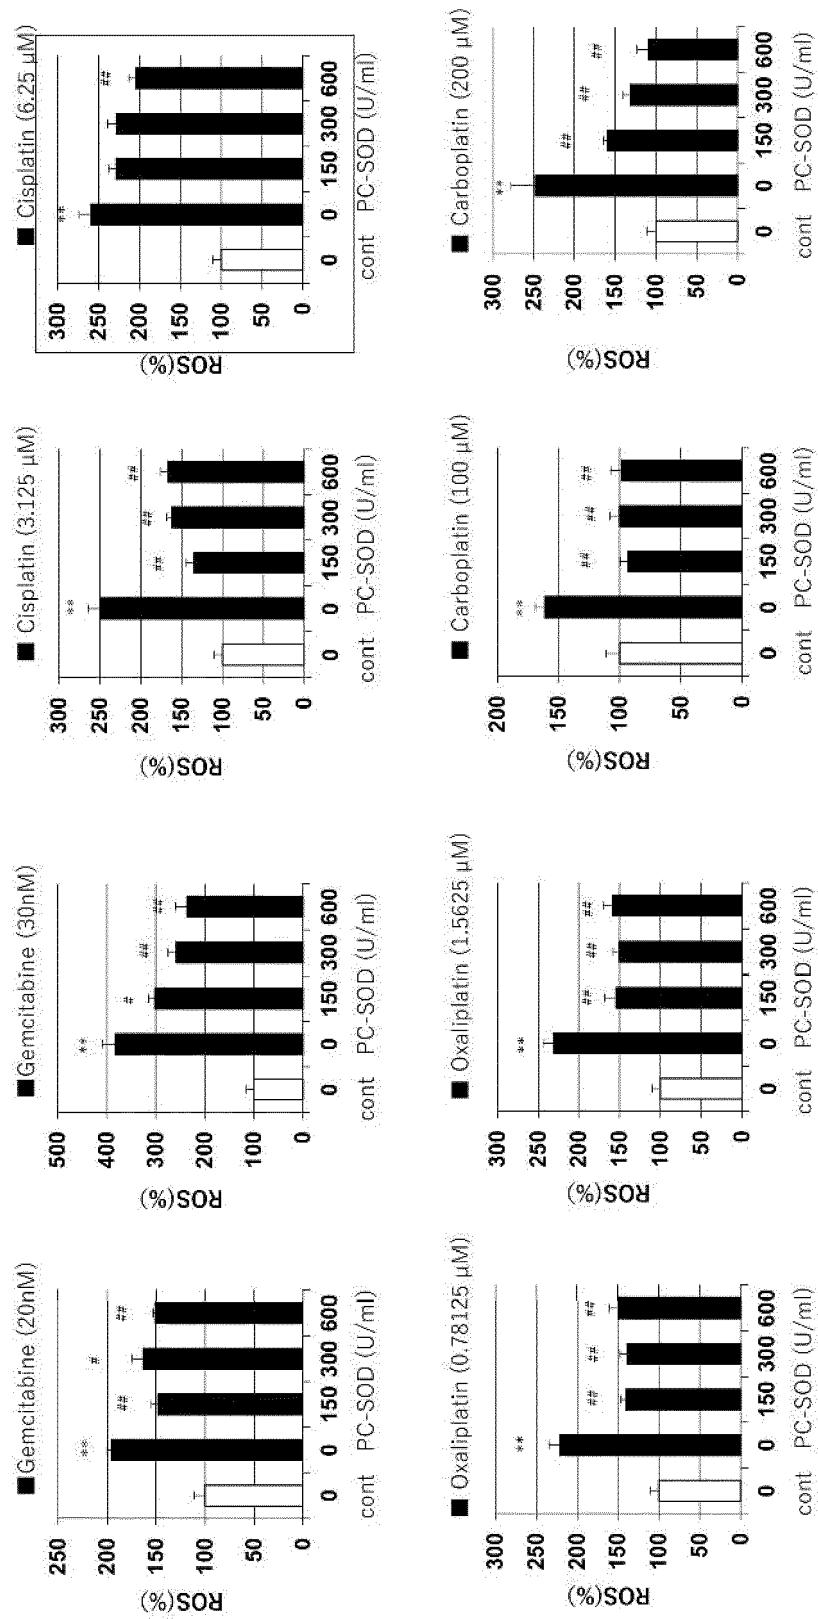 ■Gemcitabine (20nM)
ROS(%)
250
200
150
100
50
0
** ## # ##
0 0 150 300 600
cont PC-SOD (U/ml)
■Gemcitabine (30nM)
ROS(%)
500
400
300
200
100
0
** # ## ##
0 0 150 300 600
cont PC-SOD (U/ml)
■ Cisplatin (3.125 μM)
ROS(%)
300
250
200
150
100
50
0
** ## ## ##
0 0 150 300 600
cont PC-SOD (U/ml)
■ Cisplatin (6.25 μM)
ROS(%)
300
250
200
150
100
50
0
** ##
0 0 150 300 600
cont PC-SOD (U/ml)
■ Oxaliplatin (0.78125 μM)
ROS(%)
300
250
200
150
100
50
0
** ## ## ##
0 0 150 300 600
cont PC-SOD (U/ml)
■ Oxaliplatin (1.5625 μM)
ROS(%)
300
250
200
150
100
50
0
** ## ## ##
0 0 150 300 600
cont PC-SOD (U/ml)
■ Carboplatin (100 μM)
ROS(%)
200
150
100
50
0
** ## ## ##
0 0 150 300 600
cont PC-SOD (U/ml)
■ Carboplatin (200 μM)
ROS(%)
300
250
200
150
100
50
0
** ## ## ##
0 0 150 300 600
cont PC-SOD (U/ml)